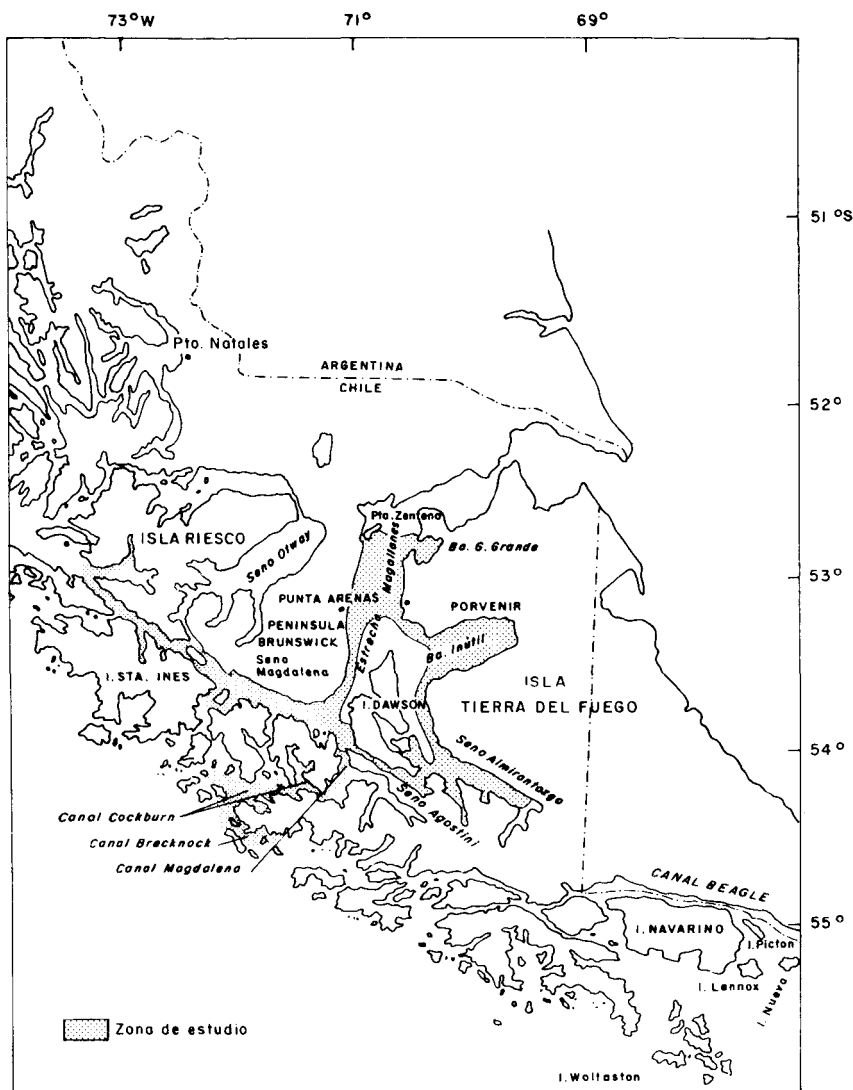 73°W
71°
69°
51°S
Pto. Natales
ARGENTINA
CHILE
52°
Pta. Zenteno
ISLA RIESCO
Seno Otway
Estrecho Magallanes
Ba. G. Grande
53°
PUNTA ARENAS
PORVENIR
PENINSULA
BRUNSWICK
Seno
Magdalena
Ba. Inútil
I. STA. INES
ISLA
TIERRA DEL FUEGO
I. DAWSON
54°
Seno Almirantazgo
Seno Agostini
Canal Cockburn
Canal Brecknock
Canal Magdalena
CANAL BEAGLE
55°
I. NAVARINO
I. Picton
I. Lennox
I. Nueva
Zona de estudio
I. Wollaston